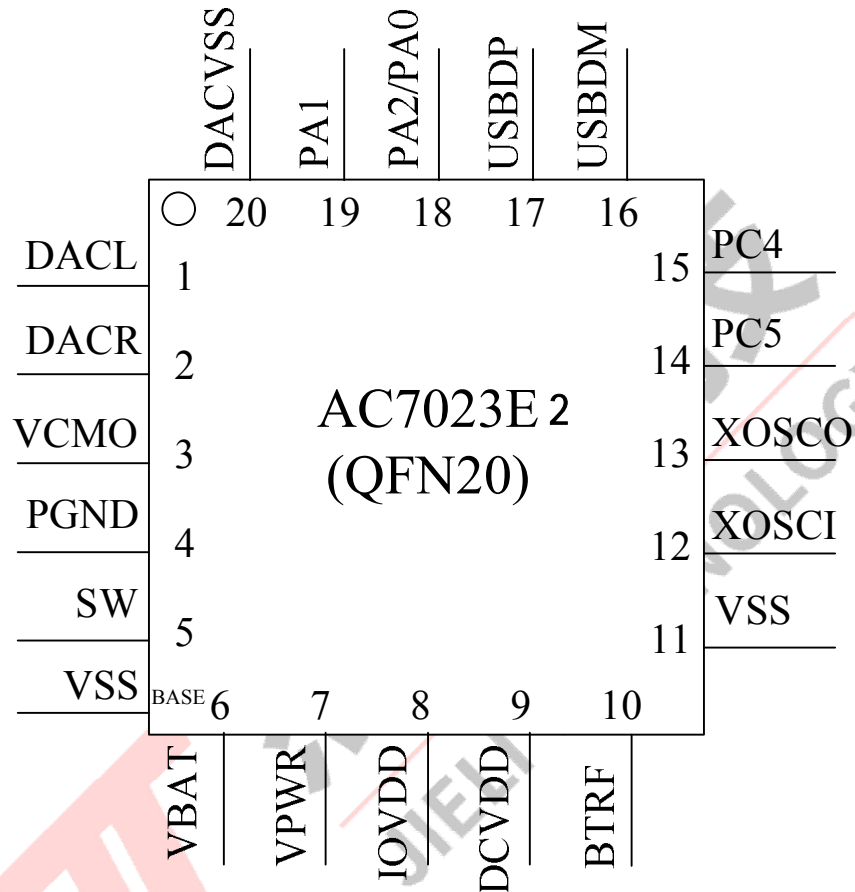 DACVSS
PA1
PA2/PA0
USBDP
USBDM
20
19
18
17
16
DACL
1
DACR
2
VCMO
3
PGND
4
SW
5
VSS
BASE
15
PC4
14
PC5
13
XOSCO
12
XOSCI
11
VSS
AC7023E2
(QFN20)
6
7
8
9
10
VBAT
VPWR
IOVDD
DCVDD
BTRF
JIELI